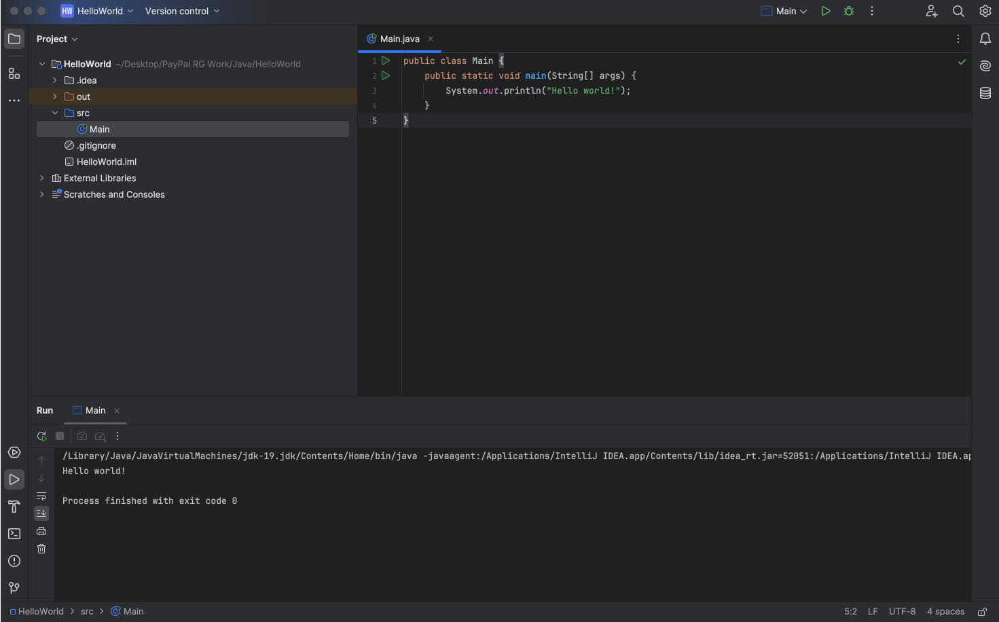 HW HelloWorld Version control Main
Project
Main.java
HelloWorld ~/Desktop/PayPal RG Work/Java/HelloWorld
.idea
out
src
Main
.gitignore
HelloWorld.iml
External Libraries
Scratches and Consoles
1 public class Main {
2 public static void main(String[] args) {
3 System.out.println("Hello world!");
4 }
5 }
Run Main
/Library/Java/JavaVirtualMachines/jdk-19.jdk/Contents/Home/bin/java -javaagent:/Applications/IntelliJ IDEA.app/Contents/lib/idea_rt.jar=52051:/Applications/IntelliJ IDEA.ap
Hello world!
Process finished with exit code 0
HelloWorld > src > Main 5:2 LF UTF-8 4 spaces